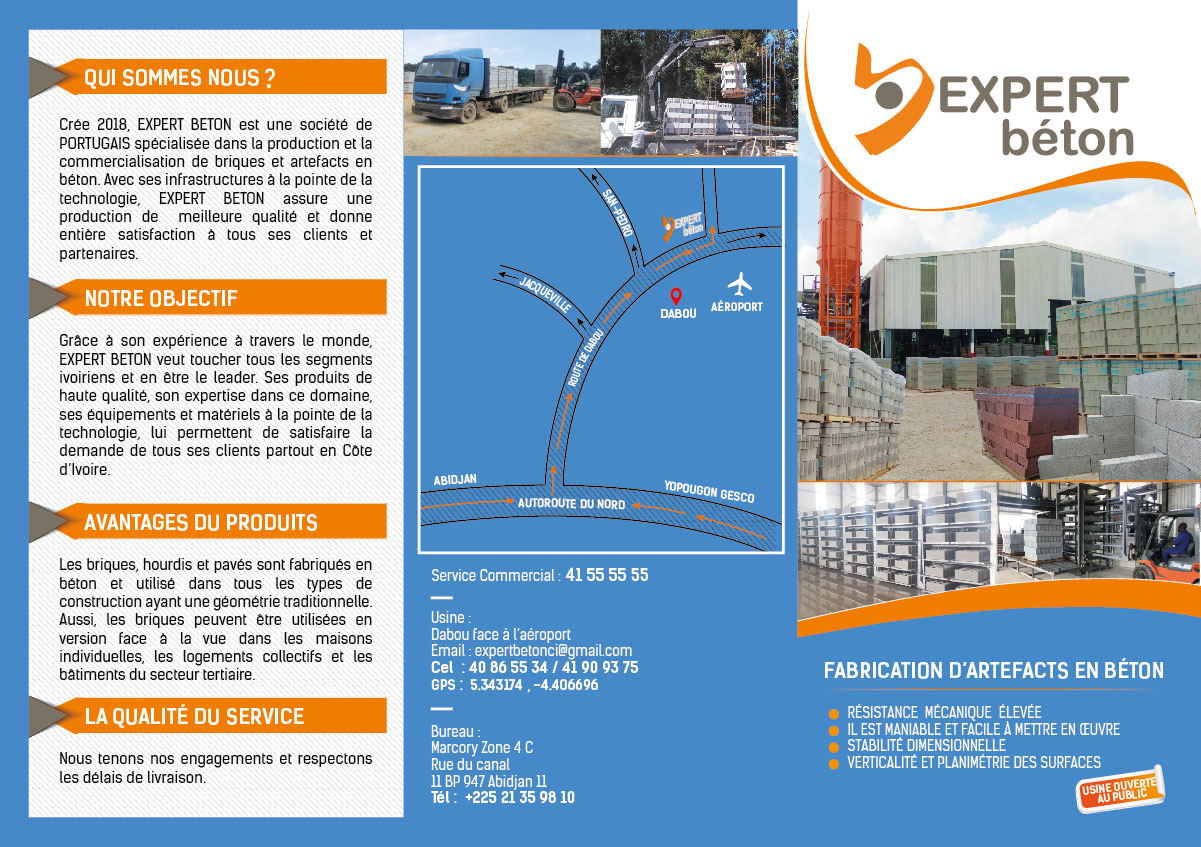 QUI SOMMES NOUS ?
Crée 2018, EXPERT BETON est une société de
PORTUGAIS spécialisée dans la production et la
commercialisation de briques et artefacts en
béton. Avec ses infrastructures à la pointe de la
technologie, EXPERT BETON assure une
production de meilleure qualité et donne
entière satisfaction à tous ses clients et
partenaires.
NOTRE OBJECTIF
Grâce à son expérience à travers le monde,
EXPERT BETON veut toucher tous les segments
ivoiriens et en être le leader. Ses produits de
haute qualité, son expertise dans ce domaine,
ses équipements et matériels à la pointe de la
technologie, lui permettent de satisfaire la
demande de tous ses clients partout en Côte
d'Ivoire.
AVANTAGES DU PRODUITS
Les briques, hourdis et pavés sont fabriqués en
béton et utilisé dans tous les types de
construction ayant une géométrie traditionnelle.
Aussi, les briques peuvent être utilisées en
version face à la vue dans les maisons
individuelles, les logements collectifs et les
bâtiments du secteur tertiaire.
LA QUALITÉ DU SERVICE
Nous tenons nos engagements et respectons
les délais de livraison.
SAN-PEDRO
EXPERT
béton
JACQUEVILLE
DABOU
AÉROPORT
ROUTE DE DABOU
ABIDJAN
AUTOROUTE DU NORD
YOPOUGON GESCO
Service Commercial : 41 55 55 55
Usine :
Dabou face à l'aéroport
Email : expertbetonci@gmail.com
Cel : 40 86 55 34 / 41 90 93 75
GPS : 5.343174 , -4.406696
Bureau :
Marcory Zone 4 C
Rue du canal
11 BP 947 Abidjan 11
Tél : +225 21 35 98 10
EXPERT
béton
FABRICATION D'ARTEFACTS EN BÉTON
RÉSISTANCE MÉCANIQUE ÉLEVÉE
IL EST MANIABLE ET FACILE À METTRE EN ŒUVRE
STABILITÉ DIMENSIONNELLE
VERTICALITÉ ET PLANIMÉTRIE DES SURFACES
USINE OUVERTE
AU PUBLIC